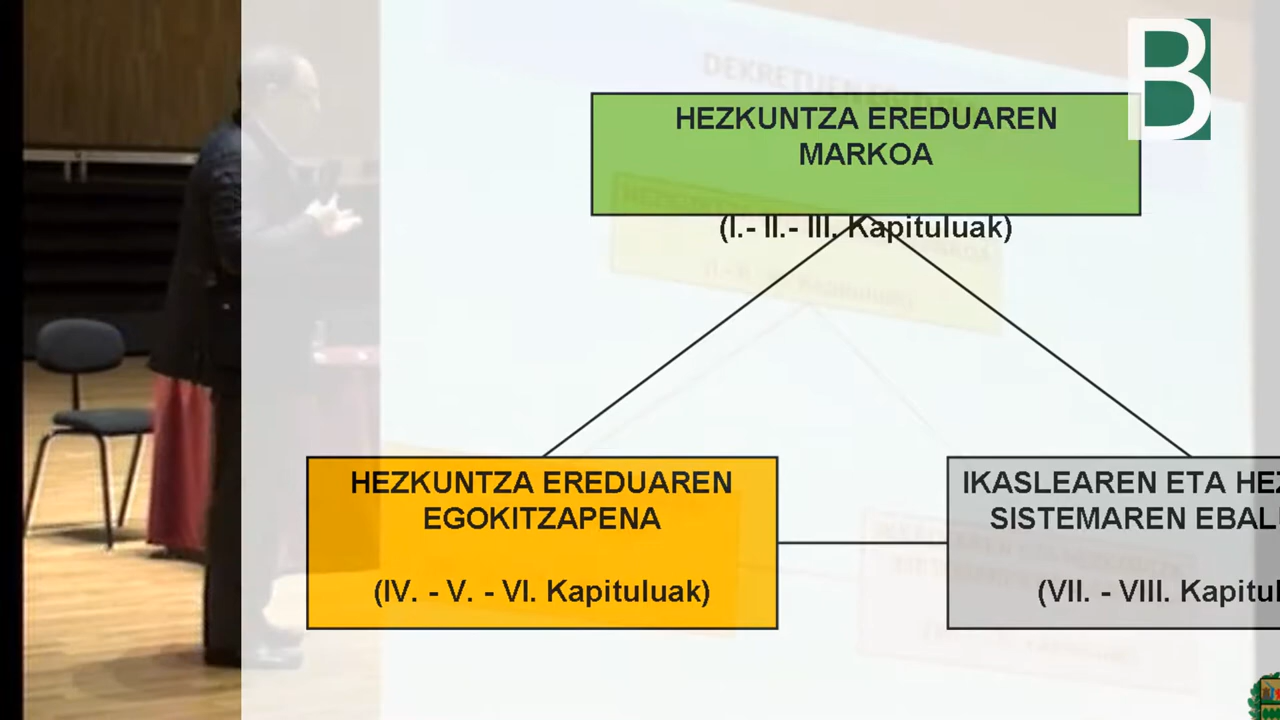 B
DEKRETUEN
HEZKUNTZA EREDUAREN
MARKOA
(I.- II.- III. Kapituluak)
HEZKUNTZA EREDUAREN
EGOKITZAPENA
(IV. - V. - VI. Kapituluak)
IKASLEAREN ETA HEZ
SISTEMAREN EBAL
(VII. - VIII. Kapitul